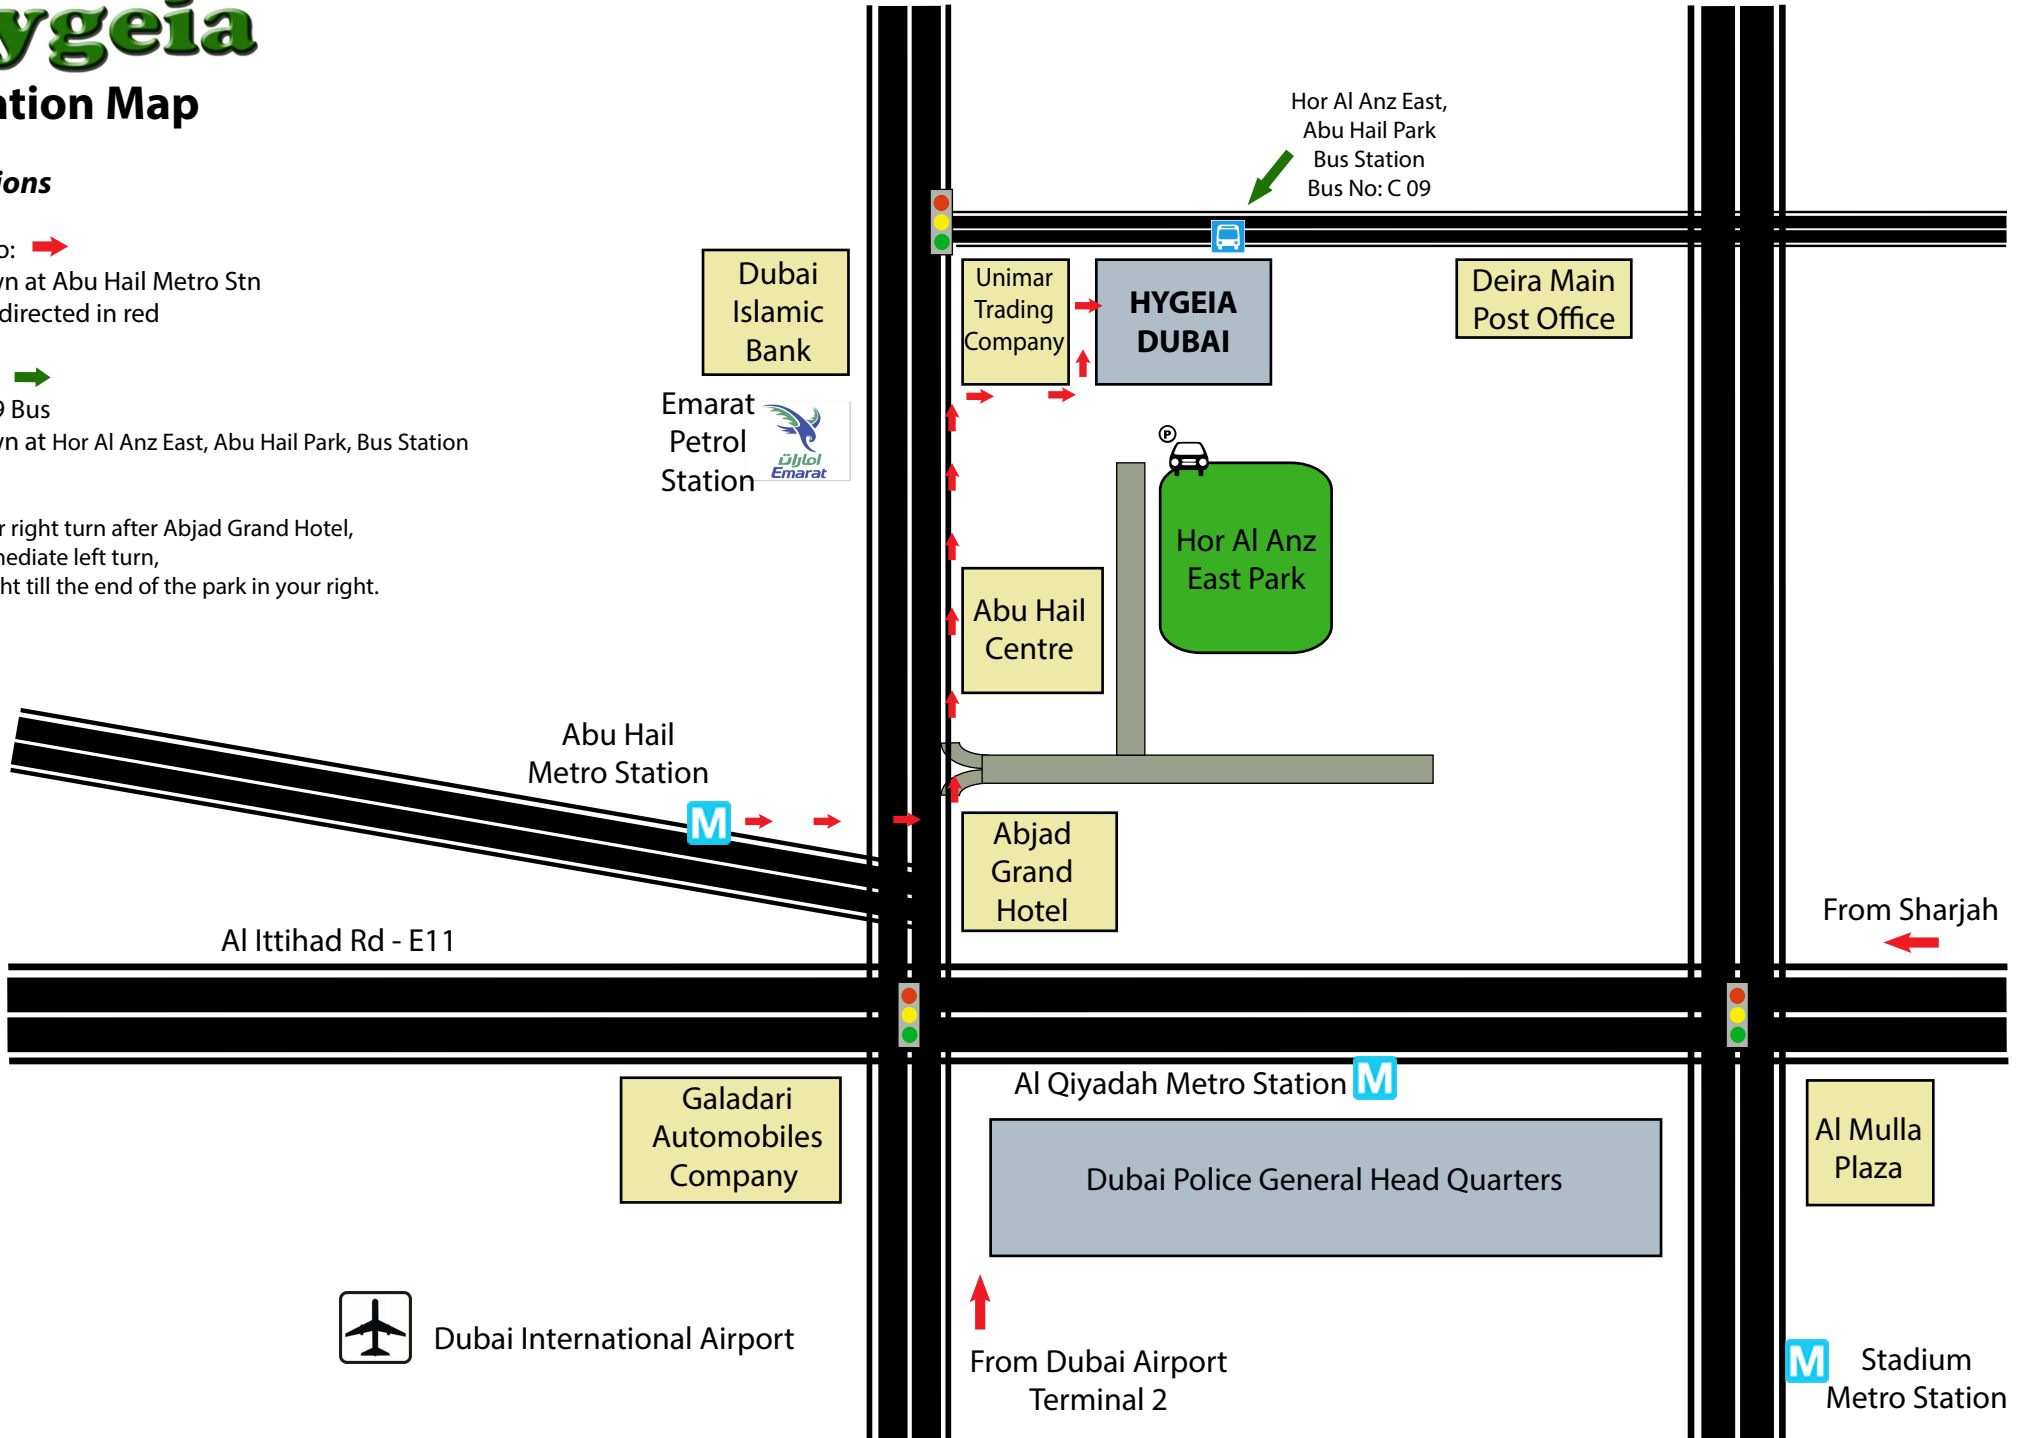 ygeia
ation Map
ions
o:
vn at Abu Hail Metro Stn
directed in red
9 Bus
vn at Hor Al Anz East, Abu Hail Park, Bus Station
r right turn after Abjad Grand Hotel,
nediate left turn,
ht till the end of the park in your right.
Hor Al Anz East,
Abu Hail Park
Bus Station
Bus No: C 09
Dubai
Islamic
Bank
Unimar
Trading
Company
HYGEIA
DUBAI
Deira Main
Post Office
Emarat
Petrol
Station
امارات
Emarat
P
Hor Al Anz
East Park
Abu Hail
Centre
Abu Hail
Metro Station
M
Abjad
Grand
Hotel
From Sharjah
Al Ittihad Rd - E11
Al Qiyadah Metro Station M
Galadari
Automobiles
Company
Dubai Police General Head Quarters
Al Mulla
Plaza
Dubai International Airport
From Dubai Airport
Terminal 2
M Stadium
Metro Station